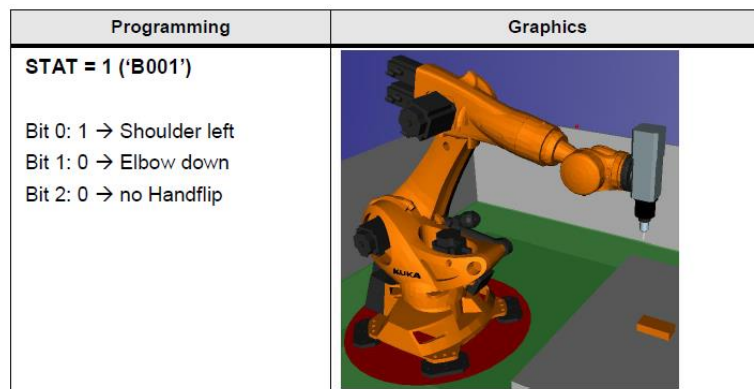 Programming
Graphics
STAT = 1 (‘B001’)
Bit 0: 1 → Shoulder left
Bit 1: 0 → Elbow down
Bit 2: 0 → no Handflip
KUKA